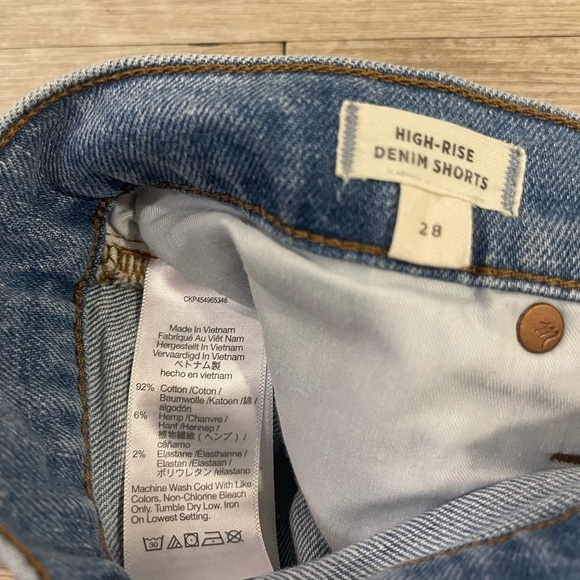 HIGH-RISE
DENIM SHORTS
28
CKP454965348
Made In Vietnam
Fabriqué Au Viêt Nam
Hergestellt In Vietnam
Vervaardigd In Vietnam
ベトナム製
hecho en vietnam
92% Cotton /Coton /
Baumwolle /Katoen /綿 /
algodón
6% Hemp /Chanvre /
Hanf /Hennep /
植物繊維 (ヘンプ) /
cáñamo
2% Elastane /Élasthanne /
Elastan /Elastaan /
ポリウレタン /elastano
Machine Wash Cold With Like
Colors. Non-Chlorine Bleach
Only. Tumble Dry Low. Iron
On Lowest Setting.
30